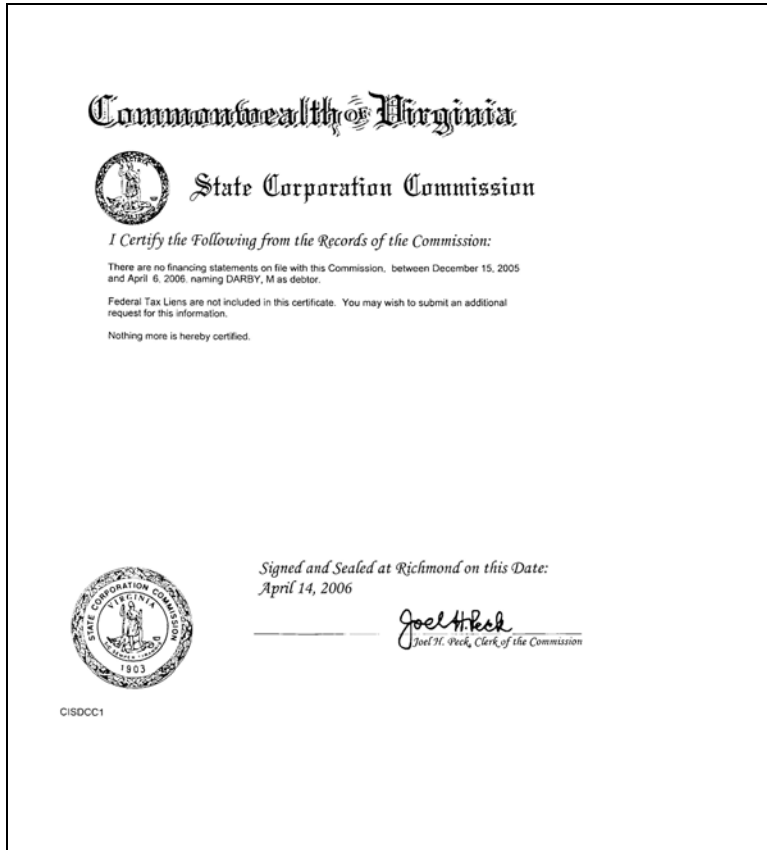 Commonwealth of Virginia
State Corporation Commission
I Certify the Following from the Records of the Commission:
There are no financing statements on file with this Commission, between December 15, 2005
and April 6, 2006, naming DARBY, M as debtor.
Federal Tax Liens are not included in this certificate. You may wish to submit an additional
request for this information.
Nothing more is hereby certified.
Signed and Sealed at Richmond on this Date:
April 14, 2006
Joel H. Peck
Joel H. Peck, Clerk of the Commission
STATE CORPORATION COMMISSION
VIRGINIA
1903
CISDCC1